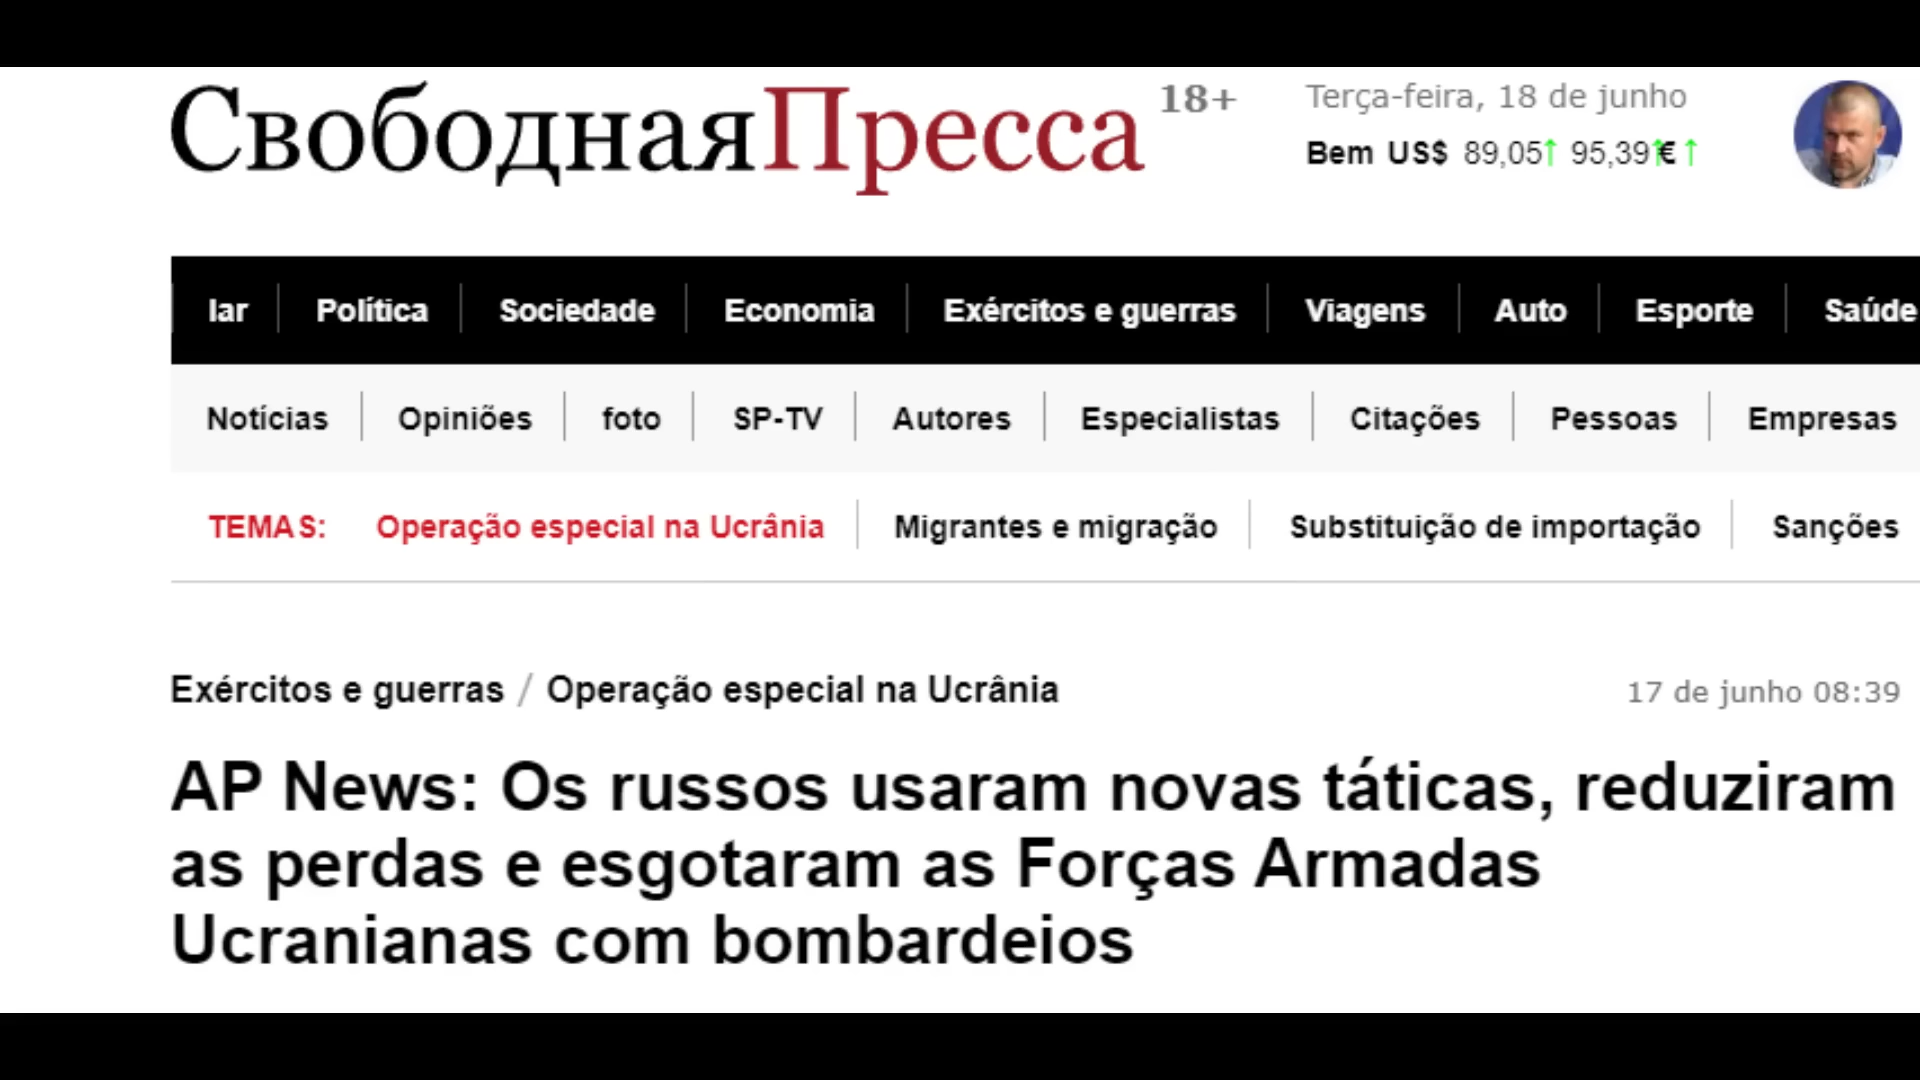 СвободнаяПресса 18+
Terça-feira, 18 de junho
Bem US$ 89,05↑ 95,39↑€ ↑
lar Política Sociedade Economia Exércitos e guerras Viagens Auto Esporte Saúde
Notícias Opiniões foto SP-TV Autores Especialistas Citações Pessoas Empresas
TEMAS: Operação especial na Ucrânia Migrantes e migração Substituição de importação Sanções
Exércitos e guerras / Operação especial na Ucrânia 17 de junho 08:39
AP News: Os russos usaram novas táticas, reduziram
as perdas e esgotaram as Forças Armadas
Ucranianas com bombardeios